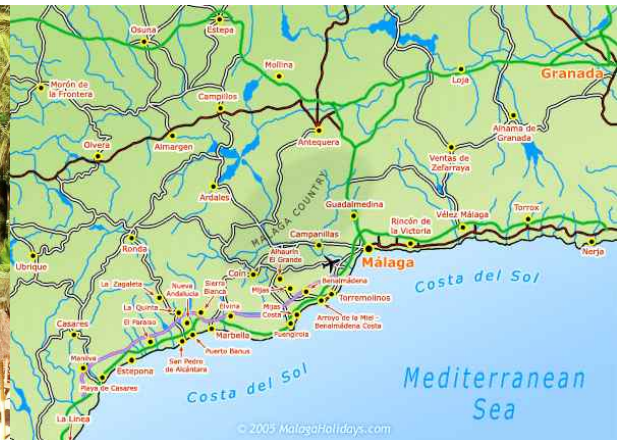 Osuna
Estepa
Mollina
Loja
Granada
Morón de
la Frontera
Campillos
Antequera
Alhama de
Granada
Olvera
Almargen
Ventas de
Zefarraya
Ardales
MALAGA COUNTRY
Guadalmedina
Rincón de
la Victoria
Vélez Málaga
Torrox
Nerja
Ronda
Ubrique
Campanillas
Alhaurín
El Grande
Málaga
Costa del Sol
Coín
La Zagaleta
Nueva
Andalucia
Sierra
Blanca
Mijas
Benalmádena
La Quinta
Elviria
Mijas
Costa
Torremolinos
El Paraiso
Arroyo de la Miel -
Benalmádena Costa
Casares
Marbella
Fuengirola
Puerto Banus
Manilva
Estepona
San Pedro
de Alcántara
Playa de Casares
Costa del Sol
Mediterranean
Sea
La Linea
© 2005 MalagaHolidays.com